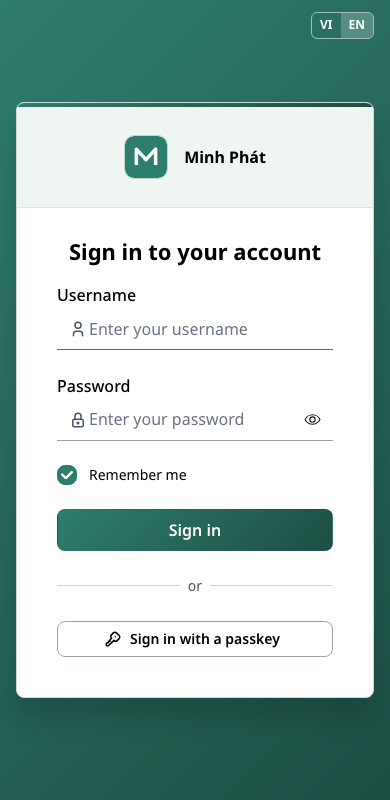 VI EN
Minh Phát
Sign in to your account
Username
Enter your username
Password
Enter your password
Remember me
Sign in
or
Sign in with a passkey